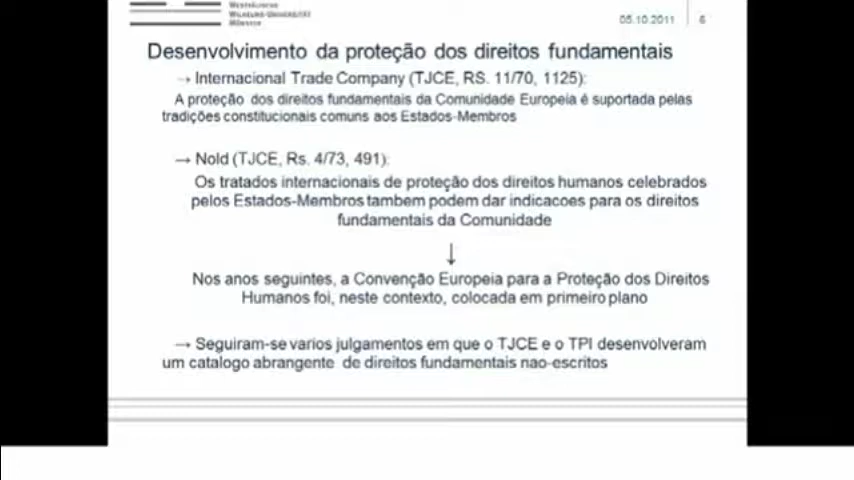 WESTFÄLISCHE
WILHELMS-UNIVERSITÄT
MÜNSTER
05.10.2011
6
Desenvolvimento da proteção dos direitos fundamentais
→ Internacional Trade Company (TJCE, RS. 11/70, 1125):
A proteção dos direitos fundamentais da Comunidade Europeia é suportada pelas
tradições constitucionais comuns aos Estados-Membros
→ Nold (TJCE, Rs. 4/73, 491):
Os tratados internacionais de proteção dos direitos humanos celebrados
pelos Estados-Membros tambem podem dar indicacoes para os direitos
fundamentais da Comunidade
↓
Nos anos seguintes, a Convenção Europeia para a Proteção dos Direitos
Humanos foi, neste contexto, colocada em primeiro plano
→ Seguiram-se varios julgamentos em que o TJCE e o TPI desenvolveram
um catalogo abrangente de direitos fundamentais nao-escritos